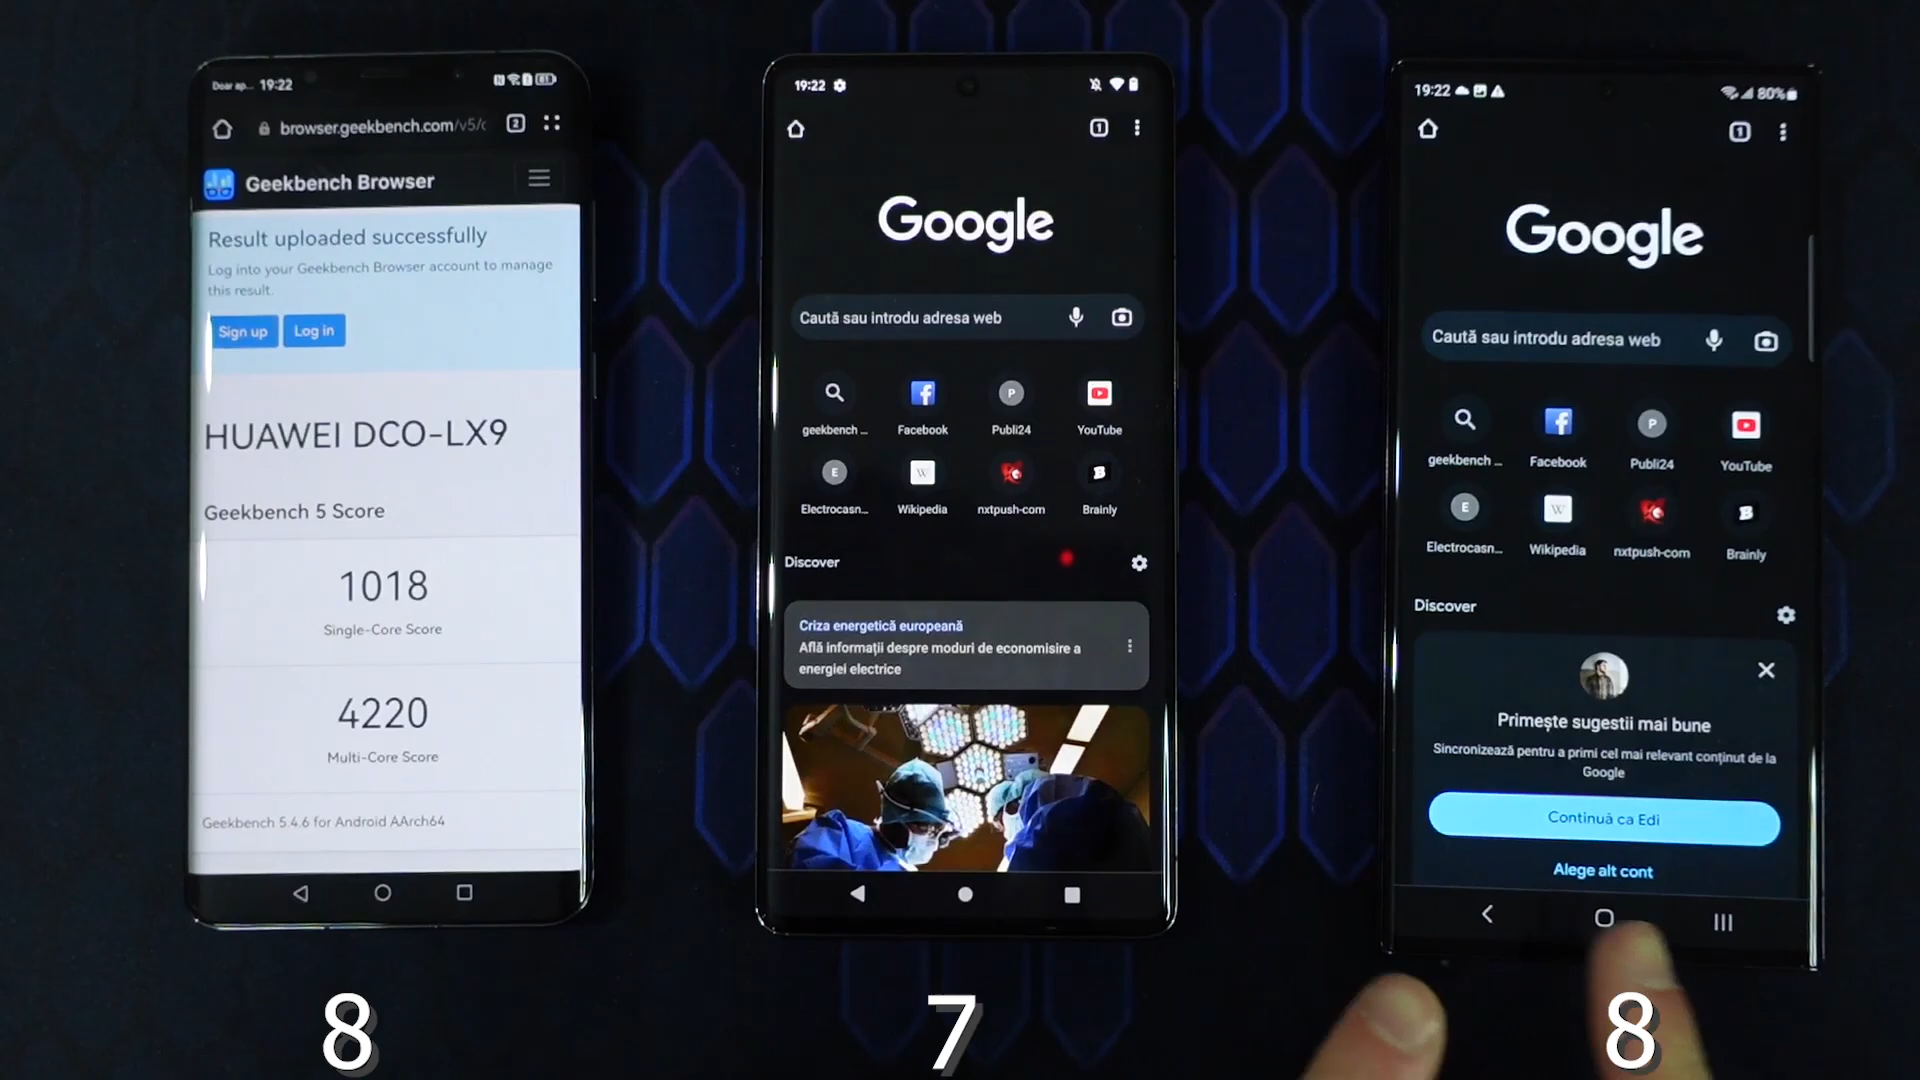 Doar ap... 19:22
browser.geekbench.com/v5/c
2
Geekbench Browser
Result uploaded successfully
Log into your Geekbench Browser account to manage
this result.
Sign up
Log in
HUAWEI DCO-LX9
Geekbench 5 Score
1018
Single-Core Score
4220
Multi-Core Score
Geekbench 5.4.6 for Android AArch64
8
19:22
1
Google
Caută sau introdu adresa web
geekbench ...
Facebook
P
Publi24
YouTube
E
Electrocasn...
W
Wikipedia
nxtpush-com
Brainly
Discover
Criza energetică europeană
Află informații despre moduri de economisire a
energiei electrice
7
19:22
80%
1
Google
Caută sau introdu adresa web
geekbench ...
Facebook
P
Publi24
YouTube
E
Electrocasn...
W
Wikipedia
nxtpush-com
Brainly
Discover
Primește sugestii mai bune
Sincronizează pentru a primi cel mai relevant conținut de la
Google
Continuă ca Edi
Alege alt cont
8